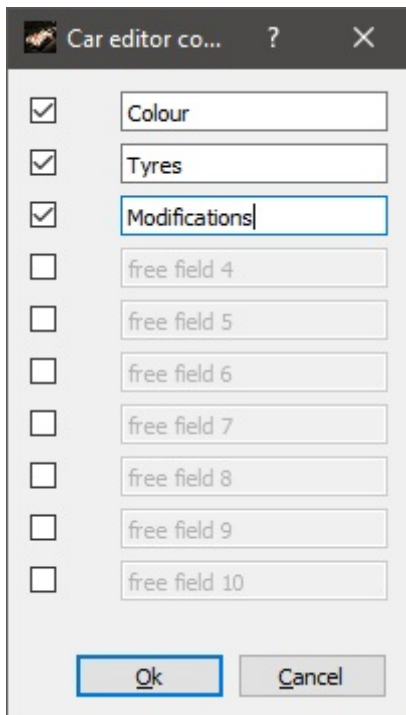 Car editor co... ?
Colour
Tyres
Modifications
free field 4
free field 5
free field 6
free field 7
free field 8
free field 9
free field 10
Ok Cancel